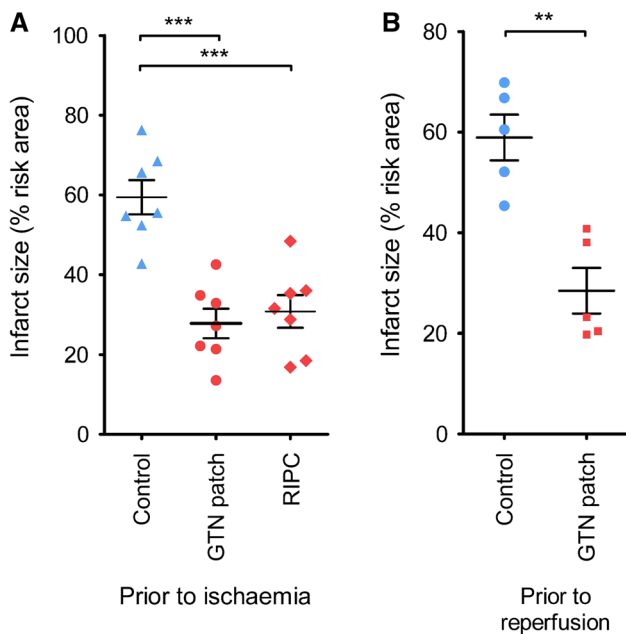 A
***
***
Infarct size (% risk area)
100
80
60
40
20
0
Control
GTN patch
RIPC
Prior to ischaemia
B
**
Infarct size (% risk area)
80
60
40
20
0
Control
GTN patch
Prior to
reperfusion